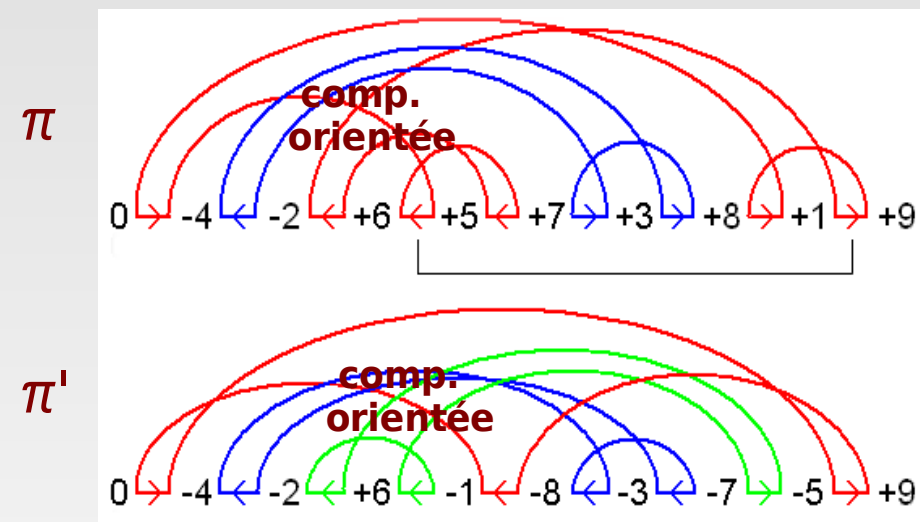 comp.
orientée
π
0 -4 -2 +6 +5 +7 +3 +8 +1 +9
comp.
orientée
π'
0 -4 -2 +6 -1 -8 -3 -7 -5 +9